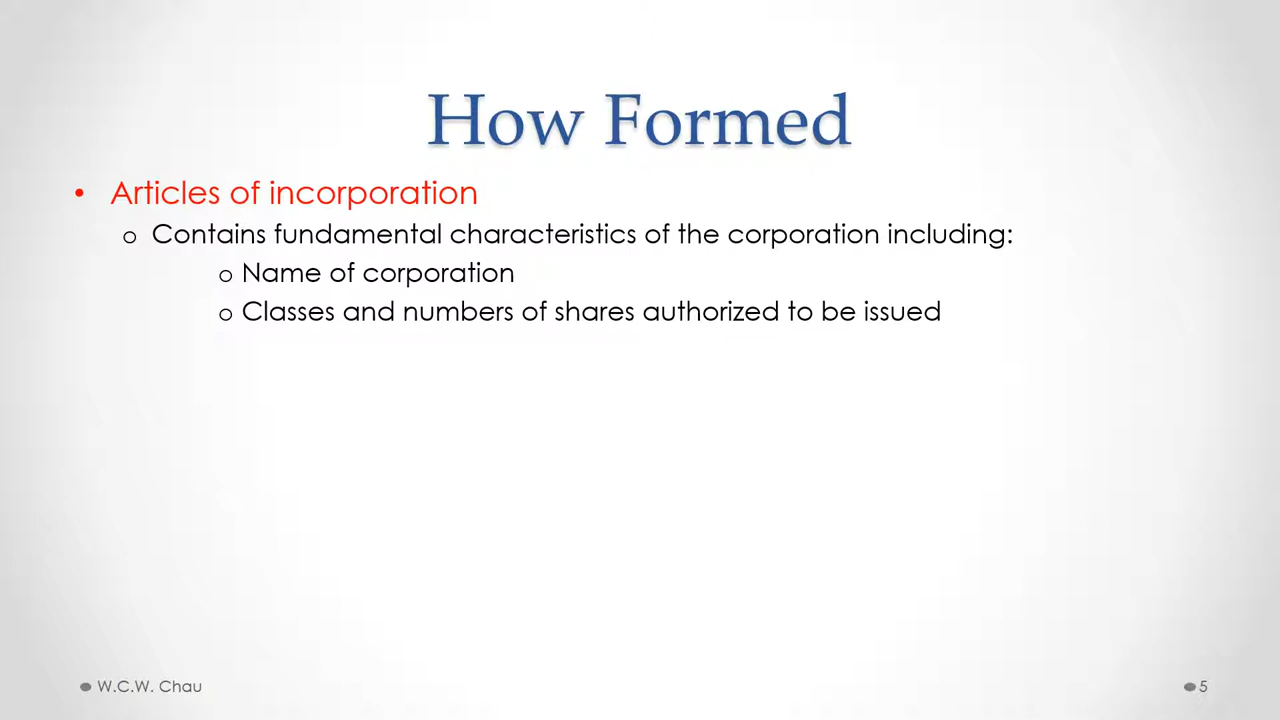 How Formed
• Articles of incorporation
o Contains fundamental characteristics of the corporation including:
o Name of corporation
o Classes and numbers of shares authorized to be issued
W.C.W. Chau
5